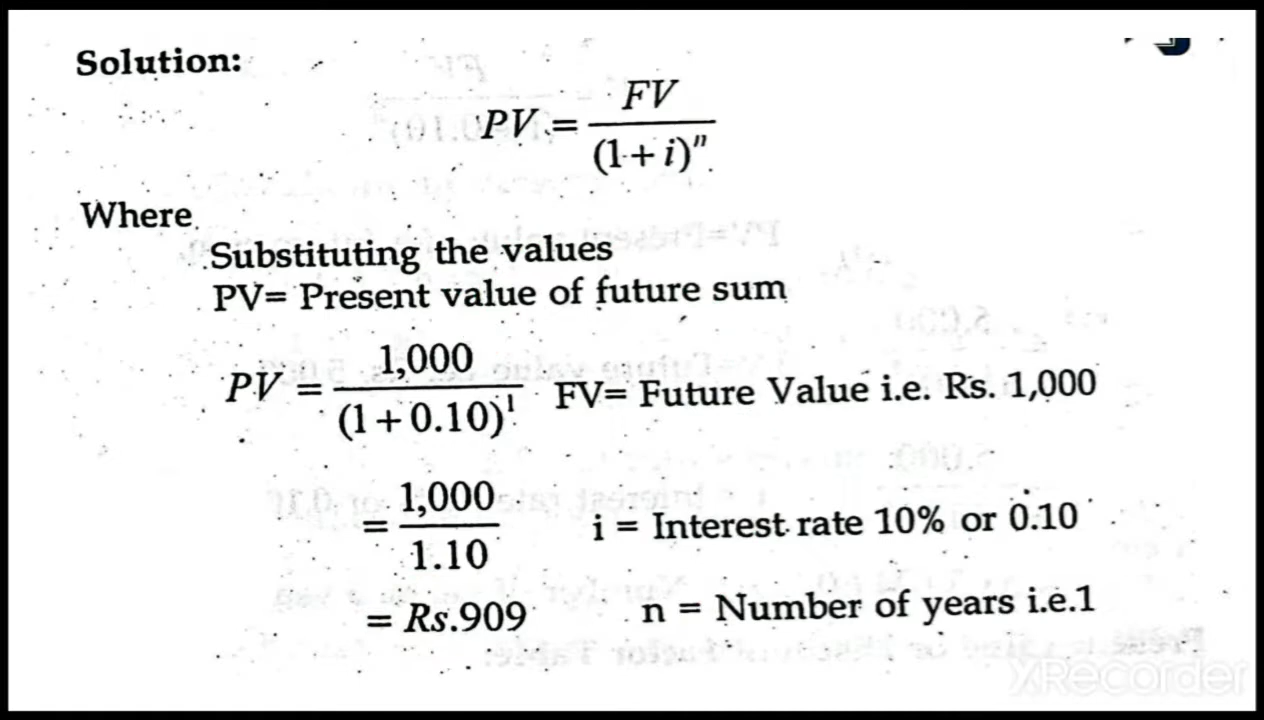 Solution:
PV = FV / (1 + i)ⁿ
Where
Substituting the values
PV= Present value of future sum
PV = 1,000 / (1 + 0.10)¹ FV= Future Value i.e. Rs. 1,000
= 1,000 / 1.10 i = Interest rate 10% or 0.10
= Rs.909 n = Number of years i.e.1
XRecorder